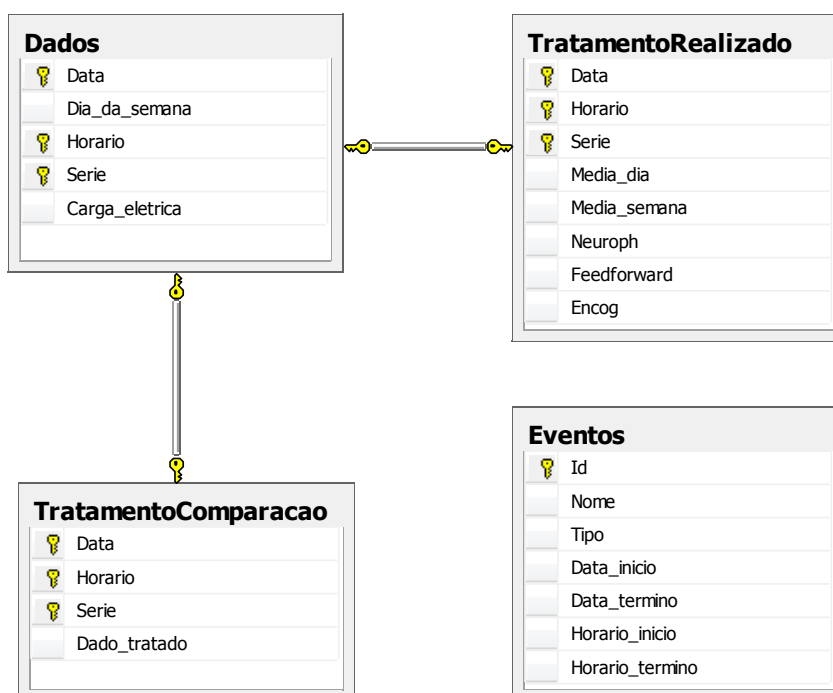 Dados
Data
Dia_da_semana
Horario
Serie
Carga_eletrica
TratamentoRealizado
Data
Horario
Serie
Media_dia
Media_semana
Neuroph
Feedforward
Encog
TratamentoComparacao
Data
Horario
Serie
Dado_tratado
Eventos
Id
Nome
Tipo
Data_inicio
Data_termino
Horario_inicio
Horario_termino